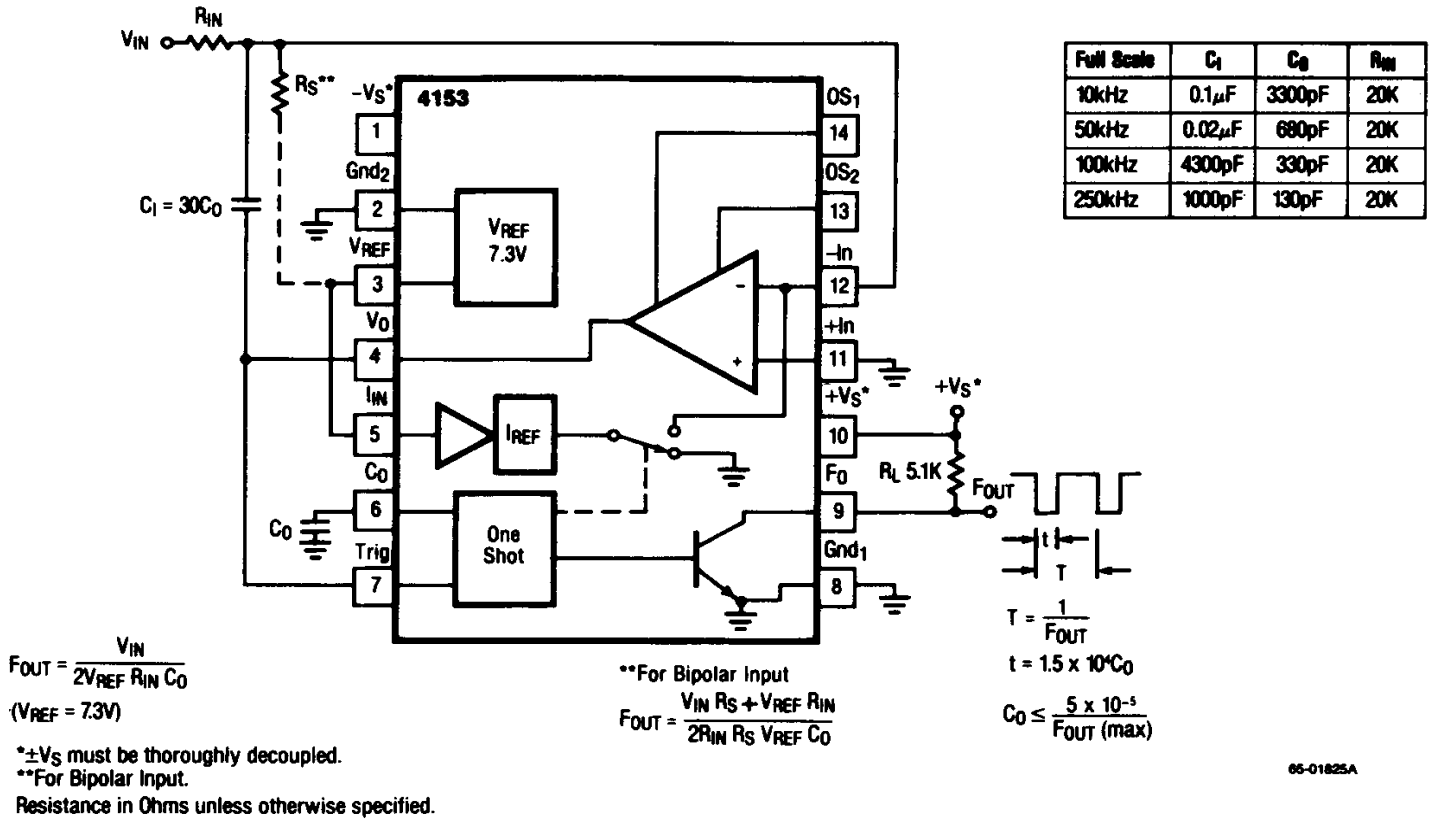 RIN
VIN
RS**
CI = 30CO
4153
–VS*
1
Gnd2
2
VREF
3
VO
4
IIN
5
CO
6
CO
Trig
7
VREF
7.3V
IREF
One
Shot
–
+
OS1
14
OS2
13
–In
12
+In
11
+VS*
10
FO
9
Gnd1
8
+VS*
RL 5.1K
FOUT
t
T
Full Scale CI CO RIN
10kHz 0.1μF 3300pF 20K
50kHz 0.02μF 680pF 20K
100kHz 4300pF 330pF 20K
250kHz 1000pF 130pF 20K
T = 1 / FOUT
t = 1.5 x 10⁴CO
CO ≤ 5 x 10⁻⁵ / FOUT (max)
FOUT = VIN / 2VREF RIN CO
(VREF = 7.3V)
**For Bipolar Input
FOUT = VIN RS + VREF RIN / 2RIN RS VREF CO
*±VS must be thoroughly decoupled.
**For Bipolar Input.
Resistance in Ohms unless otherwise specified.
65-01825A